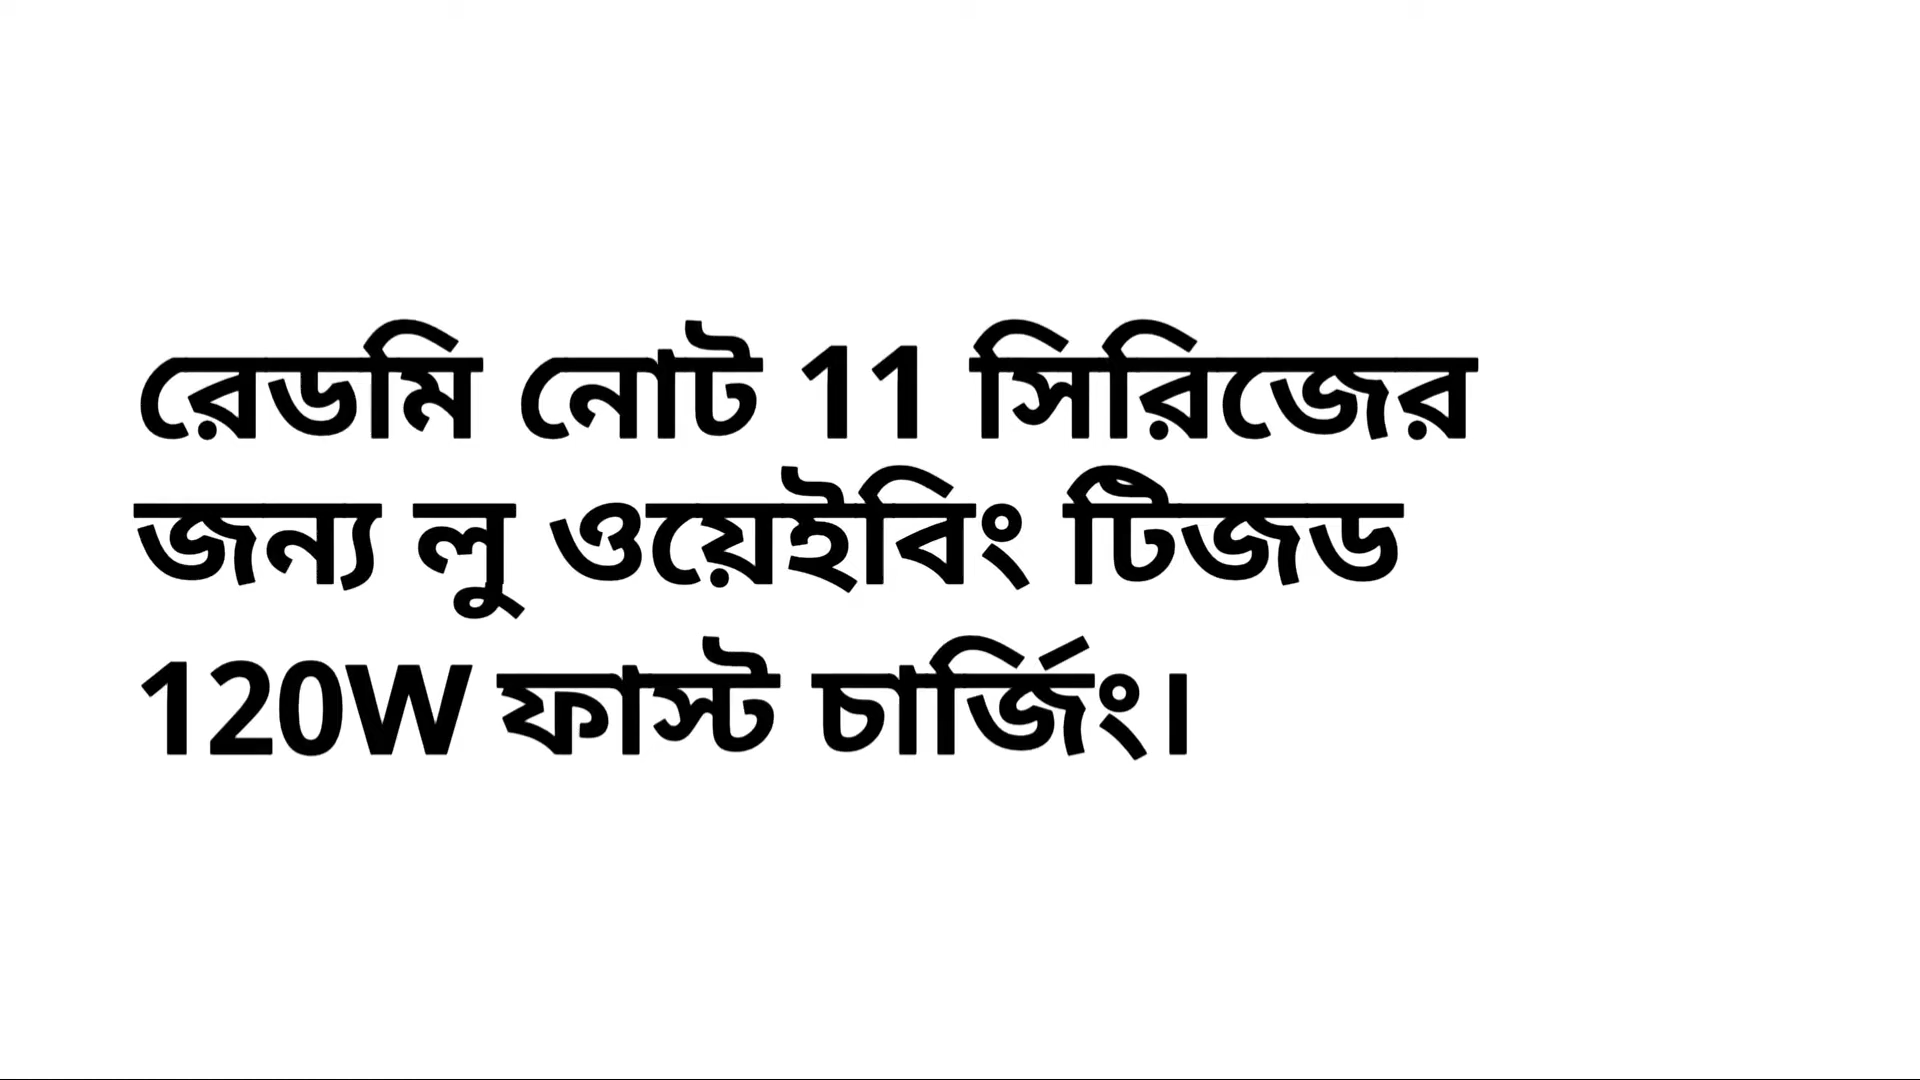 রেডমি নোট 11 সিরিজের
জন্য লু ওয়েইবিং টিজড
120W ফাস্ট চার্জিং।